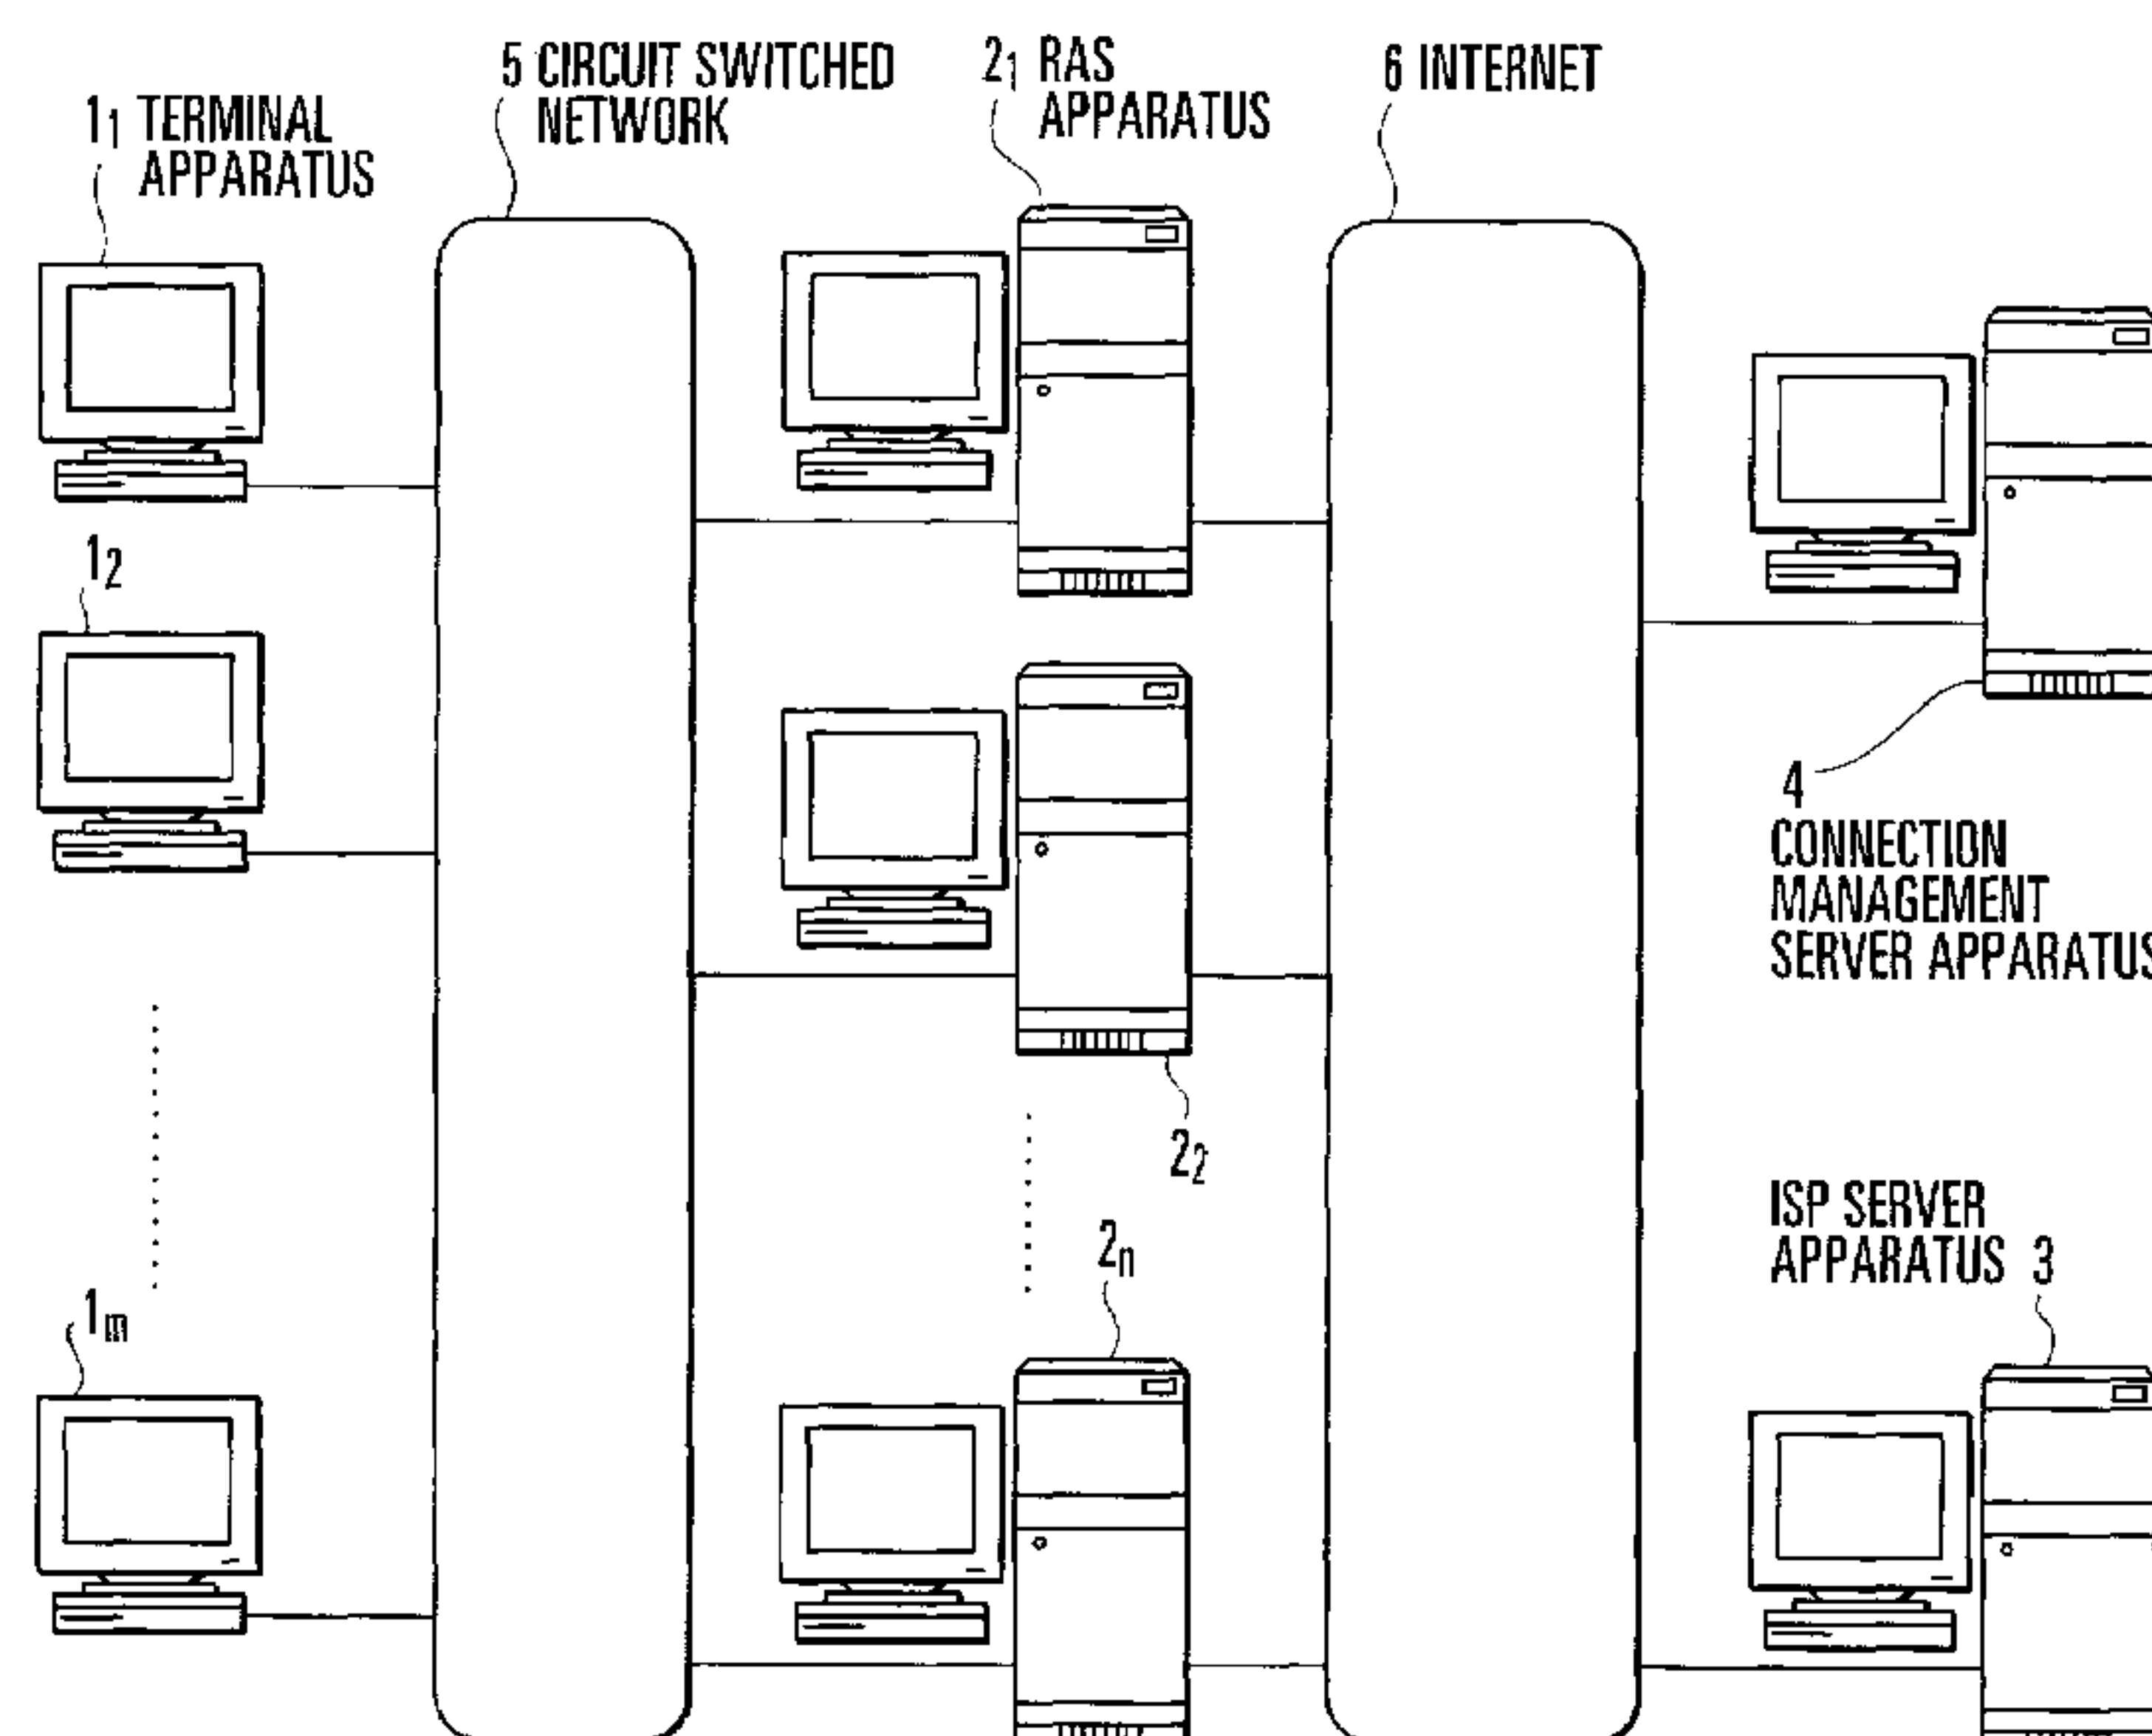 1₁ TERMINAL
APPARATUS
5 CIRCUIT SWITCHED
NETWORK
2₁ RAS
APPARATUS
6 INTERNET
1₂
4
CONNECTION
MANAGEMENT
SERVER APPARATUS
2₂
ISP SERVER
APPARATUS 3
2ₙ
1ₘ